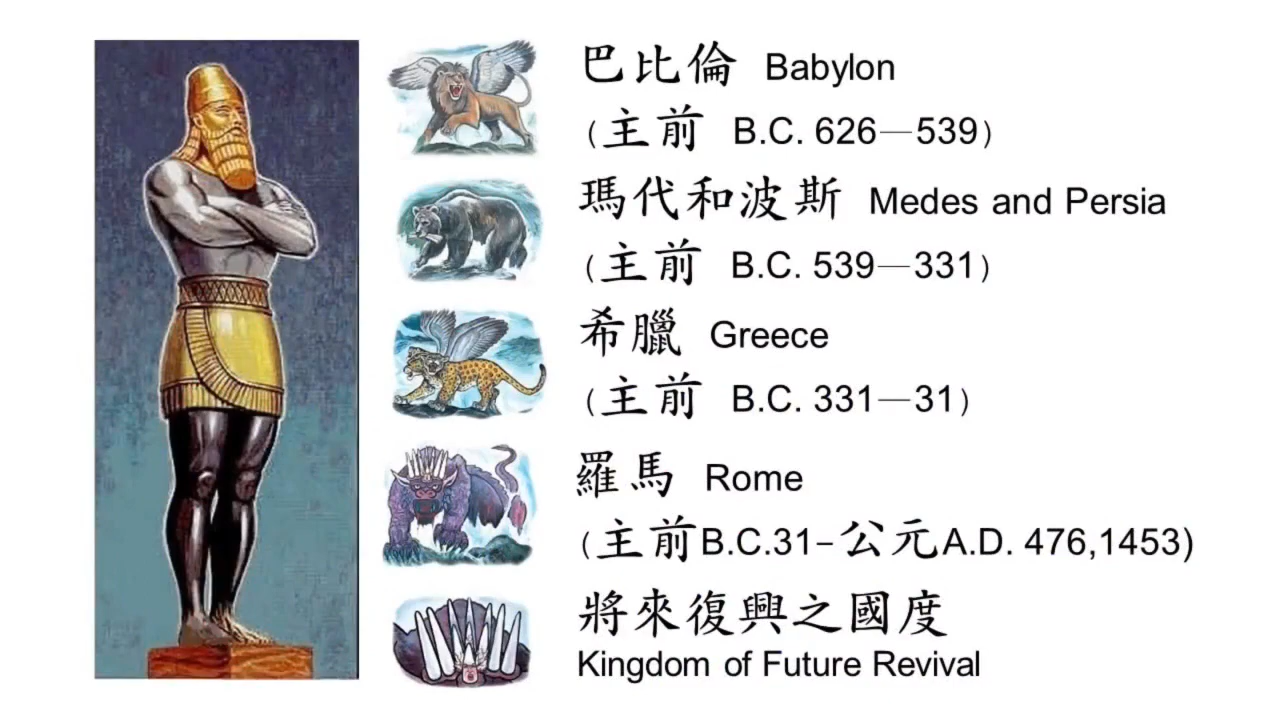 巴比倫 Babylon
(主前 B.C. 626—539)
瑪代和波斯 Medes and Persia
(主前 B.C. 539—331)
希臘 Greece
(主前 B.C. 331—31)
羅馬 Rome
(主前B.C.31-公元A.D. 476,1453)
將來復興之國度
Kingdom of Future Revival